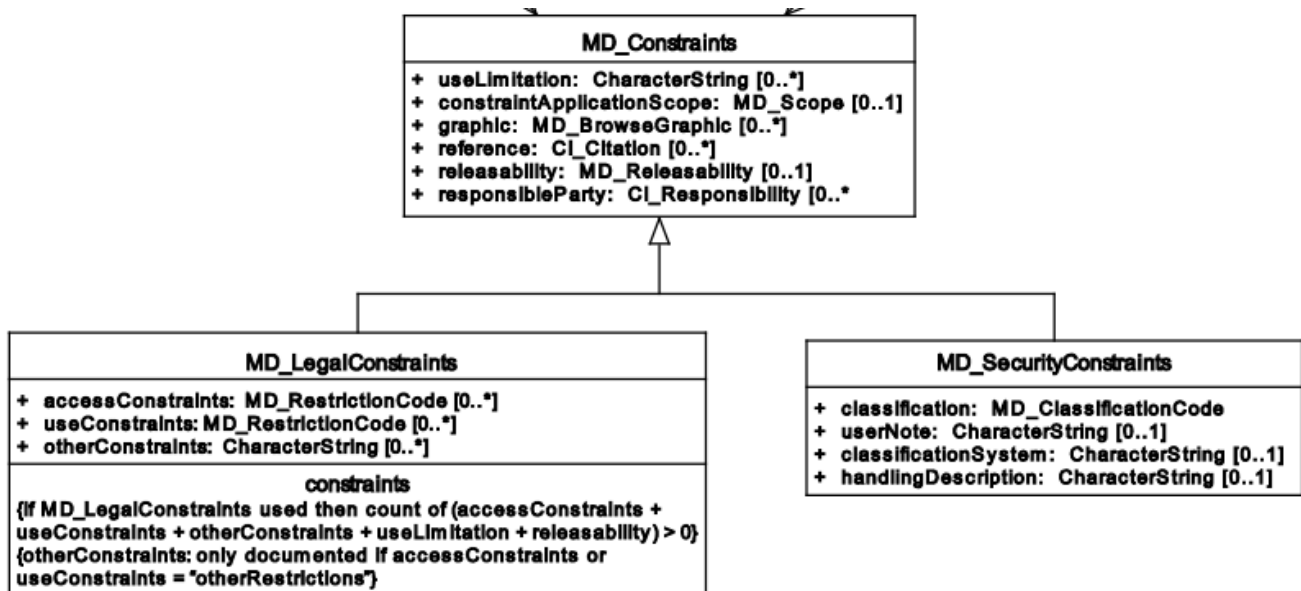 MD_Constraints
+ useLimitation: CharacterString [0..*]
+ constraintApplicationScope: MD_Scope [0..1]
+ graphic: MD_BrowseGraphic [0..*]
+ reference: CI_Citation [0..*]
+ releasability: MD_Releasability [0..1]
+ responsibleParty: CI_Responsibility [0..*
MD_LegalConstraints
+ accessConstraints: MD_RestrictionCode [0..*]
+ useConstraints: MD_RestrictionCode [0..*]
+ otherConstraints: CharacterString [0..*]
constraints
{If MD_LegalConstraints used then count of (accessConstraints +
useConstraints + otherConstraints + useLimitation + releasability) > 0}
{otherConstraints: only documented if accessConstraints or
useConstraints = "otherRestrictions"}
MD_SecurityConstraints
+ classification: MD_ClassificationCode
+ userNote: CharacterString [0..1]
+ classificationSystem: CharacterString [0..1]
+ handlingDescription: CharacterString [0..1]